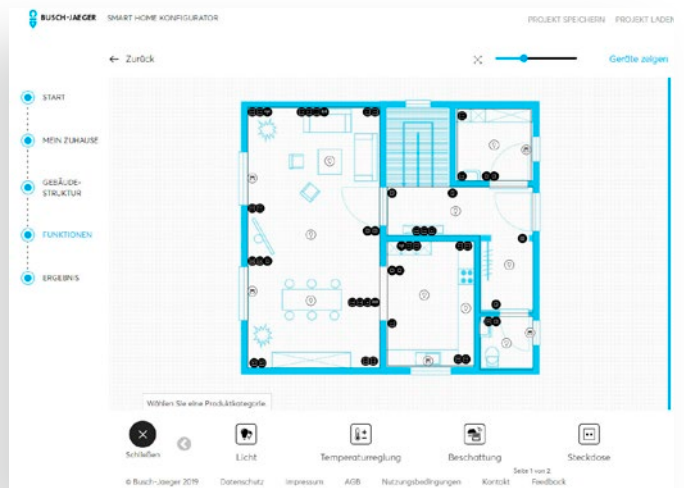 BUSCH-JAEGER SMART HOME KONFIGURATOR
PROJEKT SPEICHERN PROJEKT LADEN
← Zurück
Geräte zeigen
START
MEIN ZUHAUSE
GEBÄUDE-
STRUKTUR
FUNKTIONEN
ERGEBNIS
Wählen Sie eine Produktkategorie
Schließen
Licht
Temperaturreglung
Beschattung
Steckdose
Seite 1 von 2
© Busch-Jaeger 2019 Datenschutz Impressum AGB Nutzungsbedingungen Kontakt Feedback